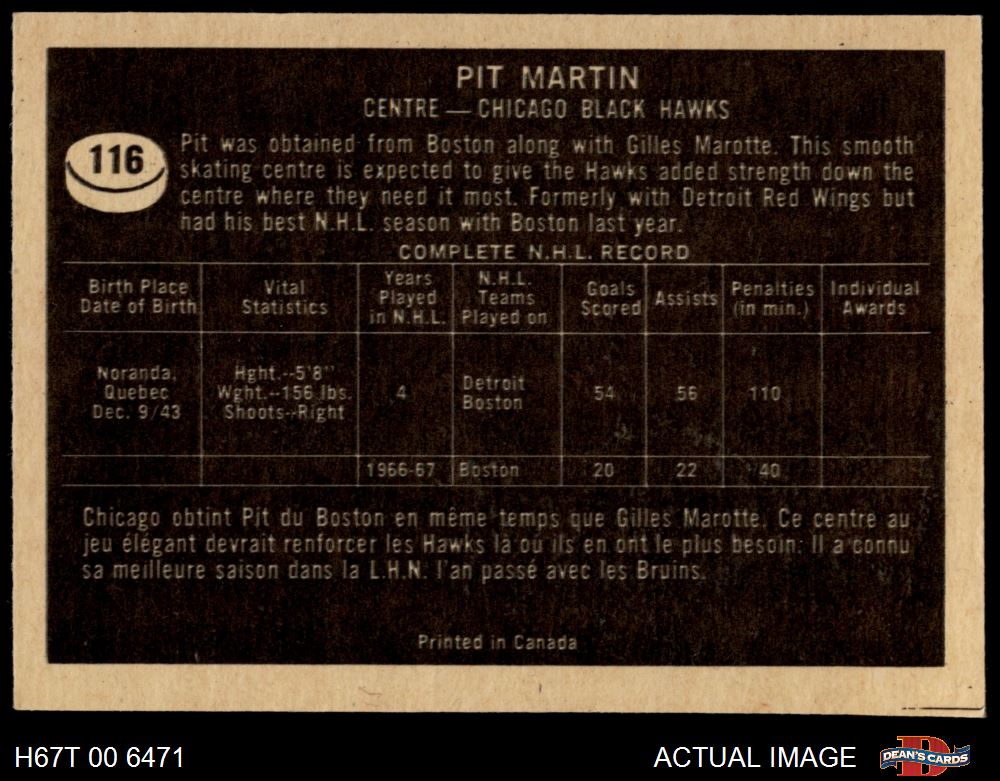 PIT MARTIN
CENTRE — CHICAGO BLACK HAWKS
116
Pit was obtained from Boston along with Gilles Marotte. This smooth
skating centre is expected to give the Hawks added strength down the
centre where they need it most. Formerly with Detroit Red Wings but
had his best N.H.L. season with Boston last year.
COMPLETE N.H.L. RECORD
Birth Place
Date of Birth
Vital
Statistics
Years
Played
in N.H.L.
N.H.L.
Teams
Played on
Goals
Scored
Assists
Penalties
(in min.)
Individual
Awards
Noranda,
Quebec
Dec. 9/43
Hght.--5'8"
Wght.--156 lbs.
Shoots--Right
4
Detroit
Boston
54
56
110
1966-67
Boston
20
22
40
Chicago obtint Pit du Boston en même temps que Gilles Marotte. Ce centre au
jeu élégant devrait renforcer les Hawks là où ils en ont le plus besoin. Il a connu
sa meilleure saison dans la L.H.N. l'an passé avec les Bruins.
Printed in Canada
H67T 00 6471
ACTUAL IMAGE
DEAN'S CARDS